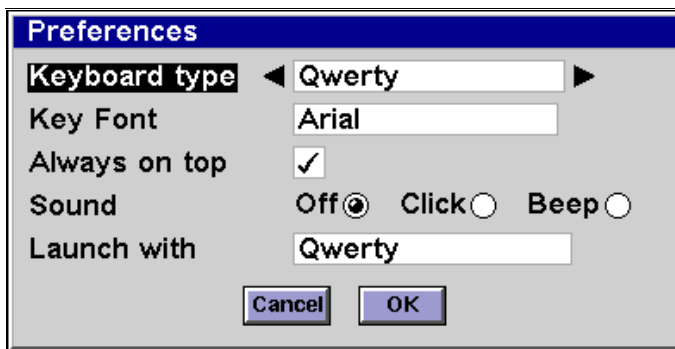 Preferences
Keyboard type Qwerty
Key Font Arial
Always on top
Sound Off Click Beep
Launch with Qwerty
Cancel OK